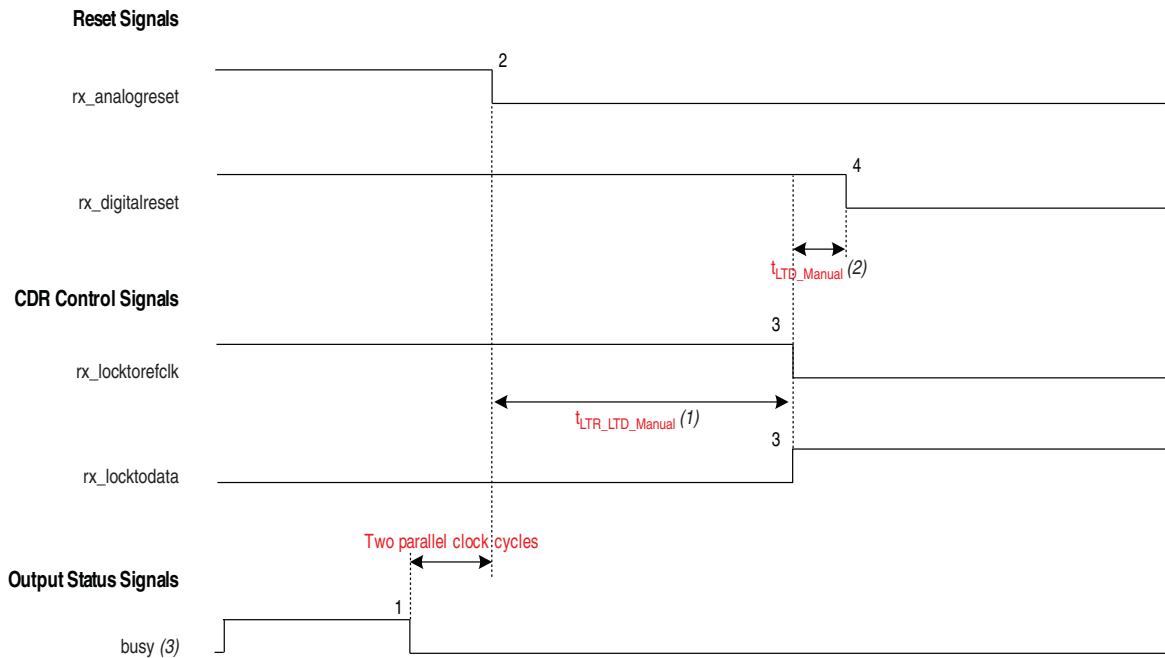 Reset Signals
2
rx_analogreset
4
rx_digitalreset
tLTD_Manual (2)
CDR Control Signals
3
rx_locktorefclk
tLTR_LTD_Manual (1)
3
rx_locktodata
Two parallel clock cycles
Output Status Signals
1
busy (3)